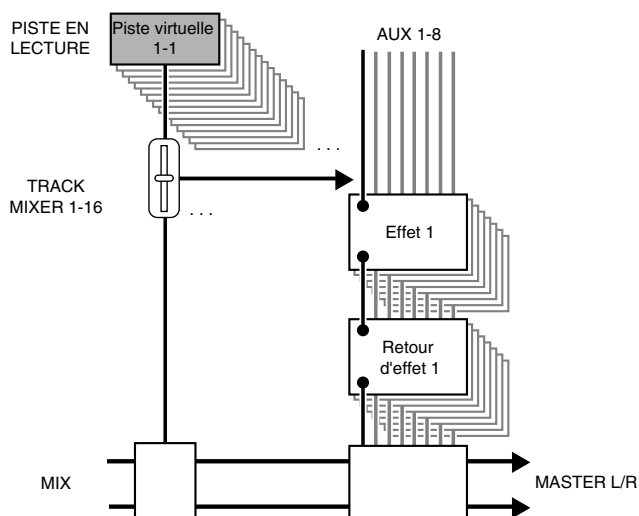 PISTE EN
LECTURE
Piste virtuelle
1-1
AUX 1-8
. . .
TRACK
MIXER 1-16
. . .
Effet 1
Retour
d'effet 1
MIX
MASTER L/R